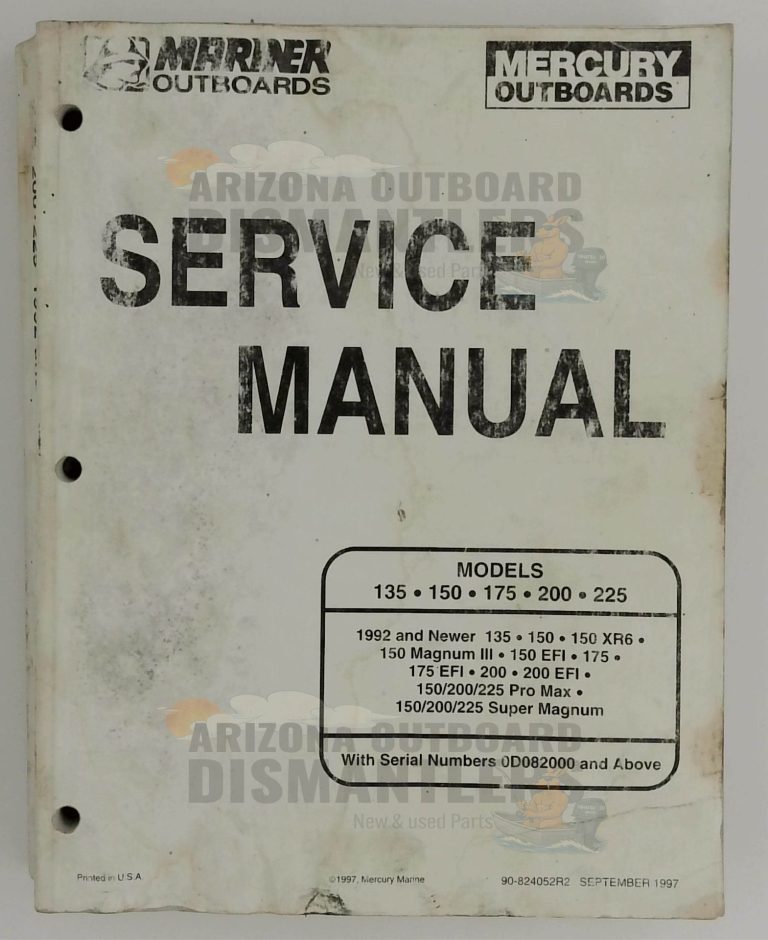 MARINER
OUTBOARDS
MERCURY
OUTBOARDS
ARIZONA OUTBOARD
DISMANTLERS
New & used Parts
SERVICE
MANUAL
MODELS
135 • 150 • 175 • 200 • 225
1992 and Newer 135 • 150 • 150 XR6 •
150 Magnum III • 150 EFI • 175 •
175 EFI • 200 • 200 EFI •
150/200/225 Pro Max •
150/200/225 Super Magnum
With Serial Numbers 0D082000 and Above
ARIZONA OUTBOARD
DISMANTLERS
New & used Parts
Printed in U.S.A.
©1997, Mercury Marine
90-824052R2 SEPTEMBER 1997